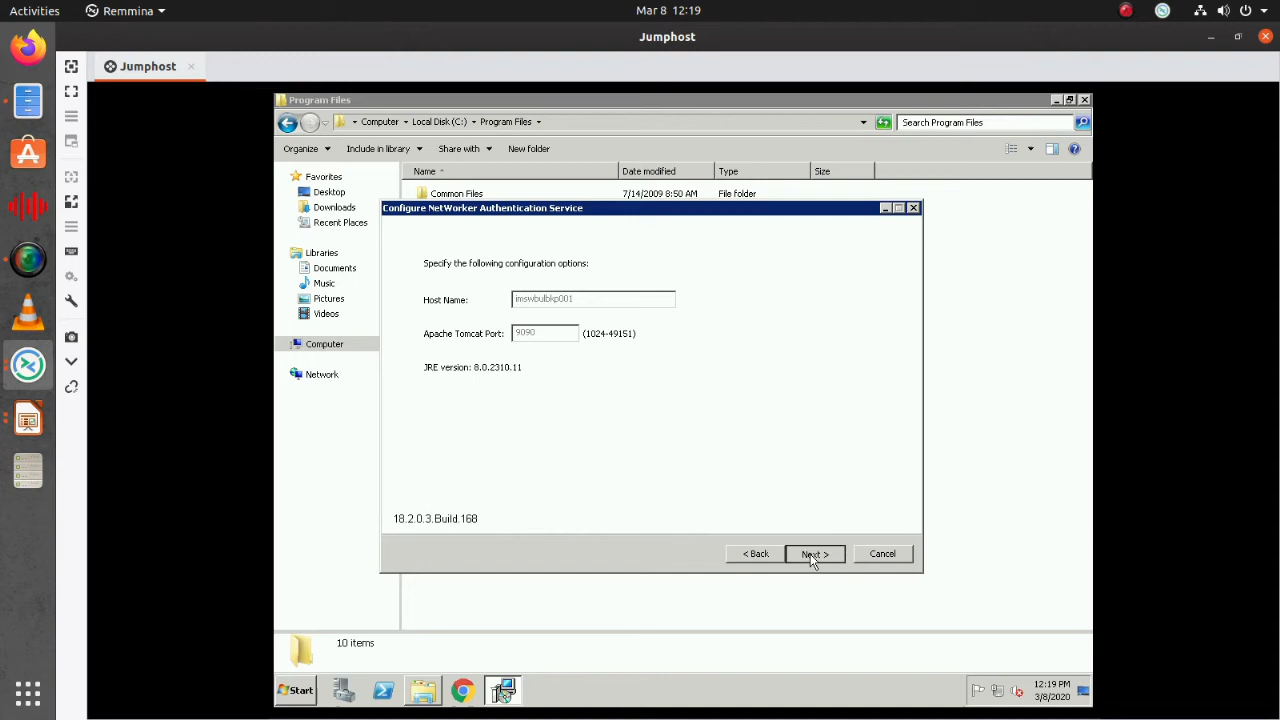 Activities
Remmina
Mar 8 12:19
Jumphost
Jumphost
Program Files
Computer
Local Disk (C:)
Program Files
Search Program Files
Organize
Include in library
Share with
New folder
Name
Date modified
Type
Size
Favorites
Desktop
Downloads
Recent Places
Libraries
Documents
Music
Pictures
Videos
Computer
Network
Common Files
7/14/2009 8:50 AM
File folder
Configure NetWorker Authentication Service
Specify the following configuration options:
Host Name:
imswbulbkp001
Apache Tomcat Port:
9090
(1024-49151)
JRE version: 8.0.2310.11
18.2.0.3.Build.168
< Back
Next >
Cancel
10 items
Start
12:19 PM
3/8/2020